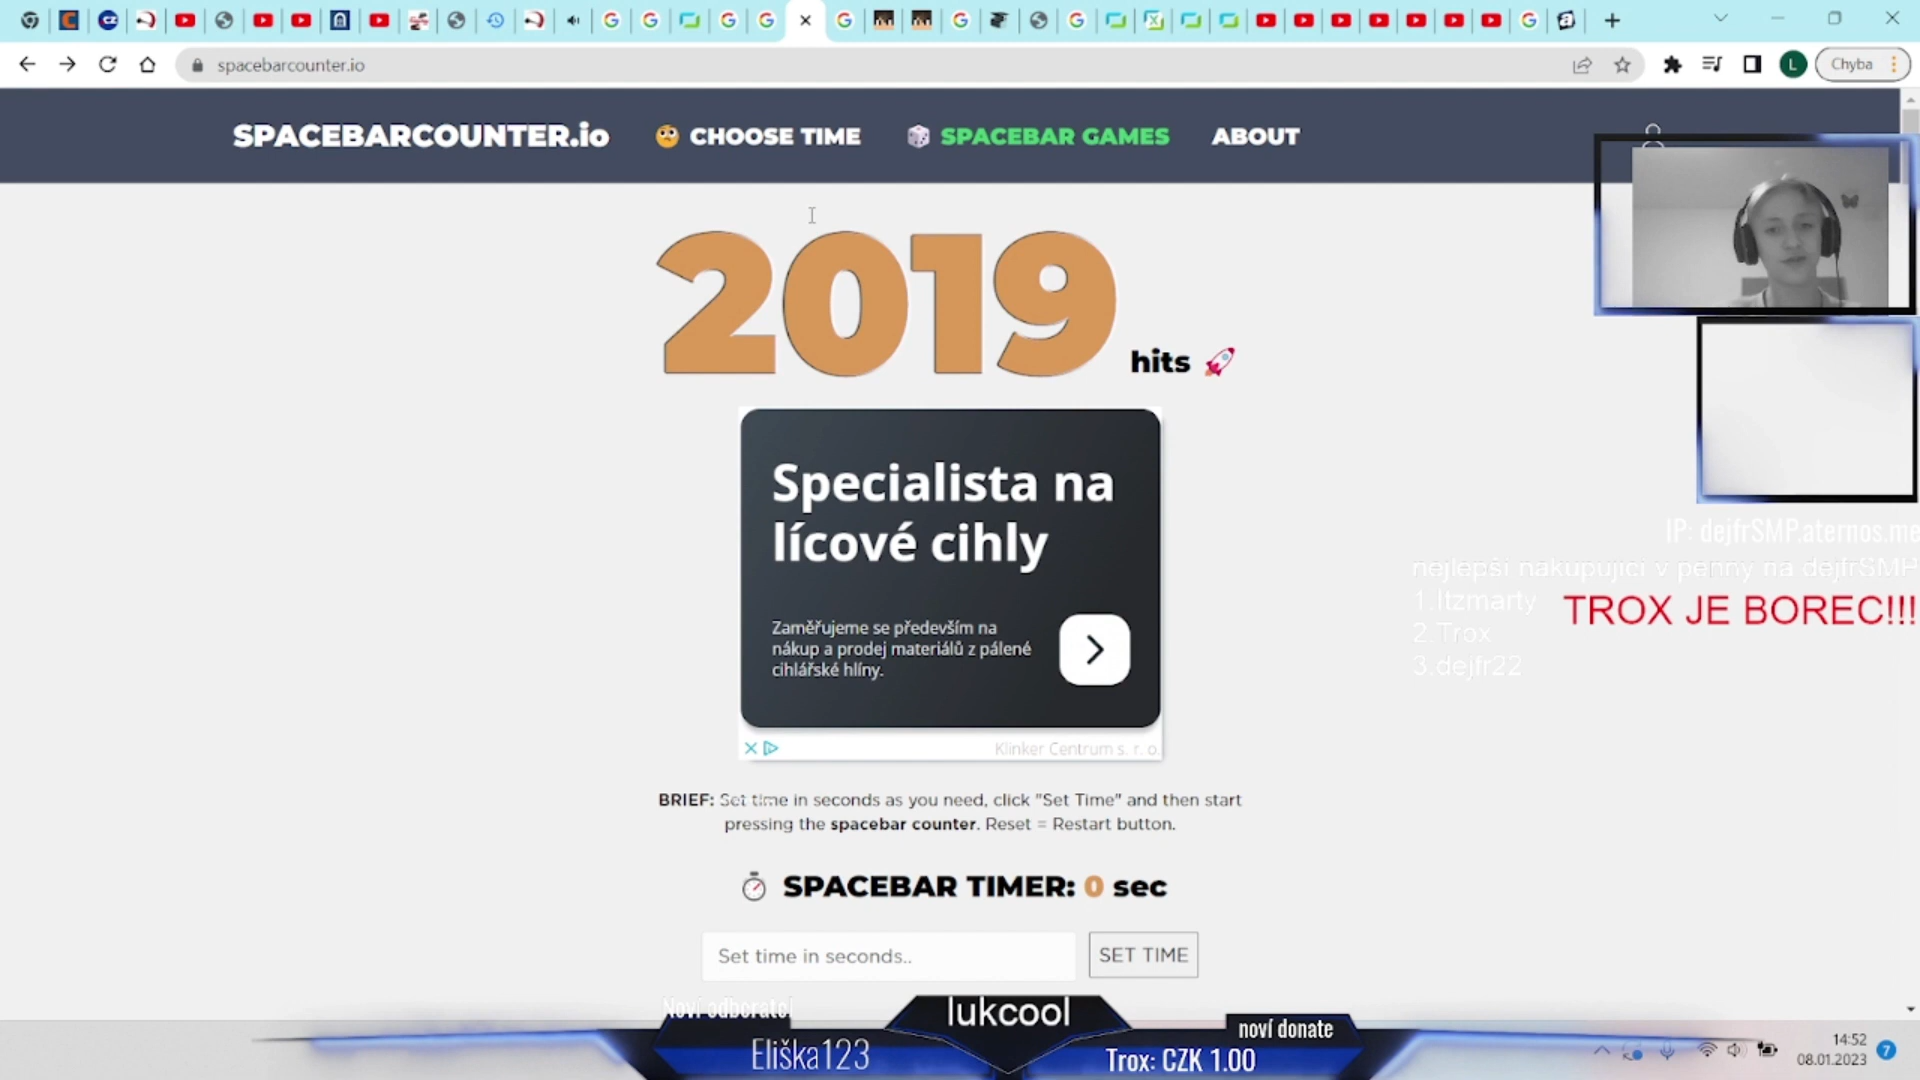 spacebarcounter.io
L
Chyba
SPACEBARCOUNTER.io
CHOOSE TIME
SPACEBAR GAMES
ABOUT
2019
hits
Specialista na
lícové cihly
Zaměřujeme se především na
nákup a prodej materiálů z pálené
cihlářské hlíny.
Klinker Centrum s. r. o.
IP: dejfrSMP.aternos.me
nejlepší nakupující v penny na dejfrSMP
1.Itzmarty
TROX JE BOREC!!!
2.Trox
3.dejfr22
BRIEF: Set time in seconds as you need, click "Set Time" and then start
pressing the spacebar counter. Reset = Restart button.
SPACEBAR TIMER: 0 sec
Set time in seconds..
SET TIME
Noví odběratel
lukcool
noví donate
Eliška123
Trox: CZK 1.00
14:52
08.01.2023
7